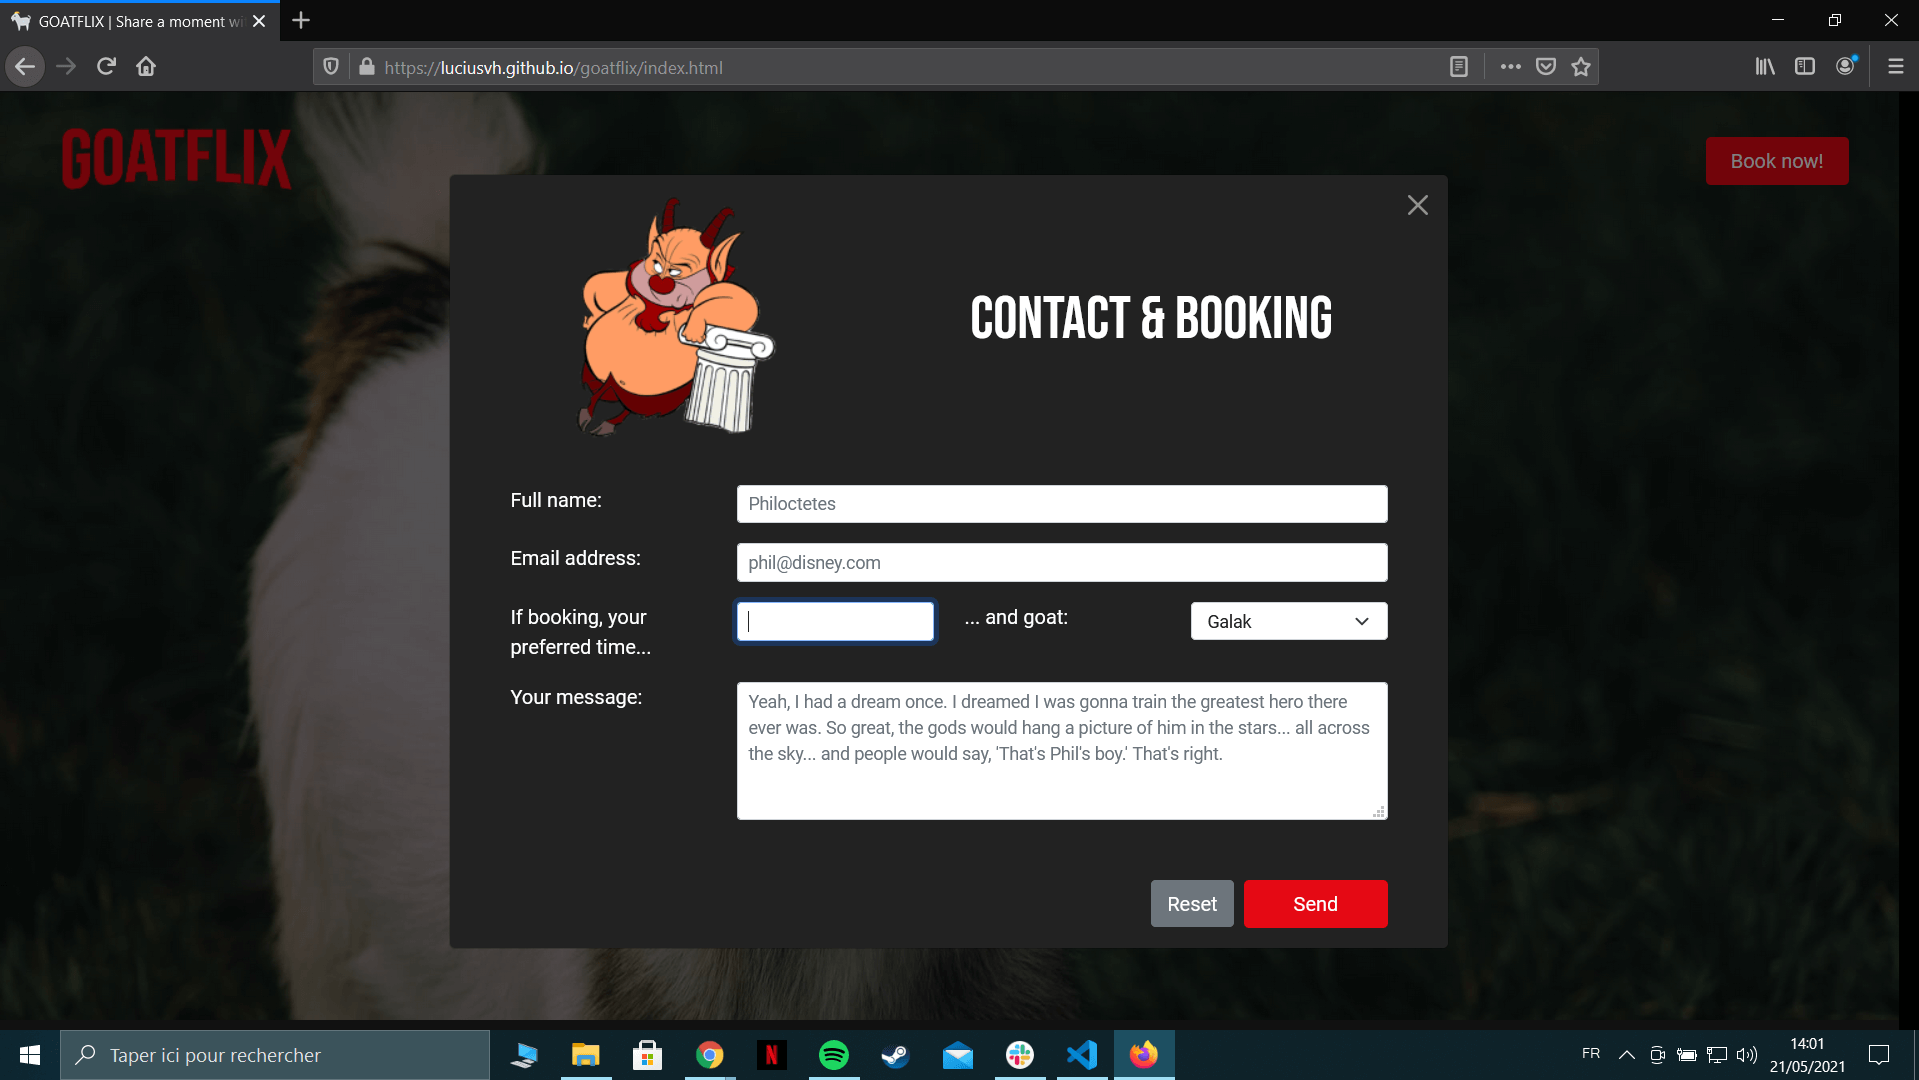 GOATFLIX | Share a moment wi
https://luciusvh.github.io/goatflix/index.html
GOATFLIX
Book now!
CONTACT & BOOKING
Full name:
Philoctetes
Email address:
phil@disney.com
If booking, your
preferred time...
... and goat:
Galak
Your message:
Yeah, I had a dream once. I dreamed I was gonna train the greatest hero there
ever was. So great, the gods would hang a picture of him in the stars... all across
the sky... and people would say, 'That's Phil's boy.' That's right.
Reset
Send
Taper ici pour rechercher
N
FR
14:01
21/05/2021